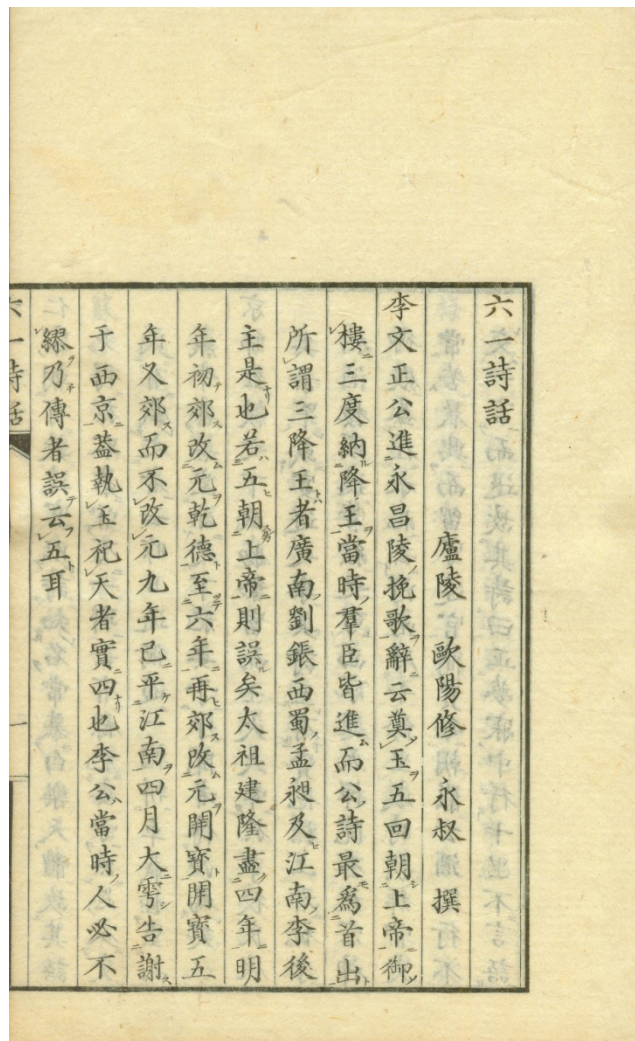 六一詩話
廬陵 歐陽修 永叔 撰
李文正公進永昌陵挽歌辭云奠玉五回朝上帝御
樓三度納降王當時羣臣皆進而公詩最爲首出
所謂三降王者廣南劉鋹西蜀孟昶及江南李後
主是也若五朝上帝則誤矣太祖建隆盡四年明
年初郊改元乾德至六年再郊改元開寳開寳五
年又郊而不改元九年已平江南四月大雩告謝
于西京葢執玉祀天者實四也李公當時人必不
繆乃傳者誤云五耳
六一詩話
一